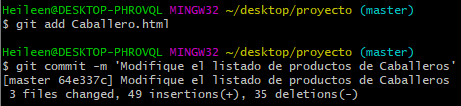 Heileen@DESKTOP-PHROVQL MINGW32 ~/desktop/proyecto (master)
$ git add Caballero.html
Heileen@DESKTOP-PHROVQL MINGW32 ~/desktop/proyecto (master)
$ git commit -m 'Modifique el listado de productos de Caballeros'
[master 64e337c] Modifique el listado de productos de Caballeros
3 files changed, 49 insertions(+), 35 deletions(-)